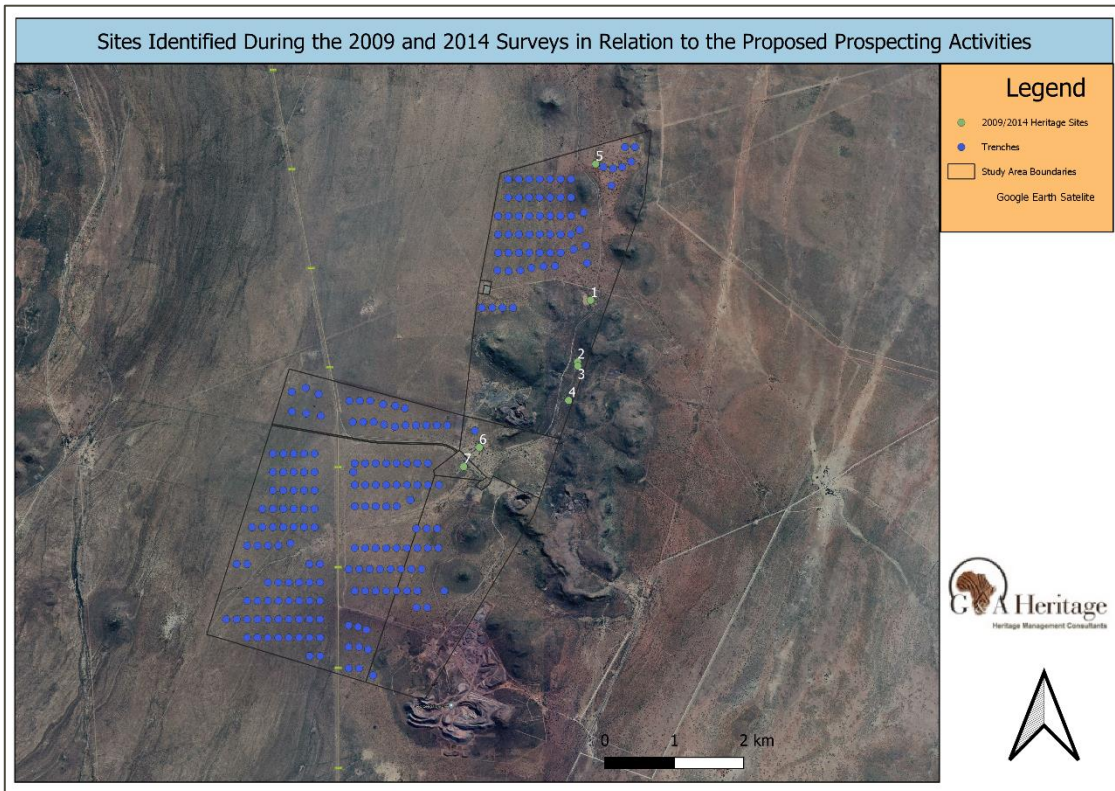 Sites Identified During the 2009 and 2014 Surveys in Relation to the Proposed Prospecting Activities
Legend
2009/2014 Heritage Sites
Trenches
Study Area Boundaries
Google Earth Satelite
5
1
2
3
4
6
7
0 1 2 km
G&A Heritage
Heritage Management Consultants